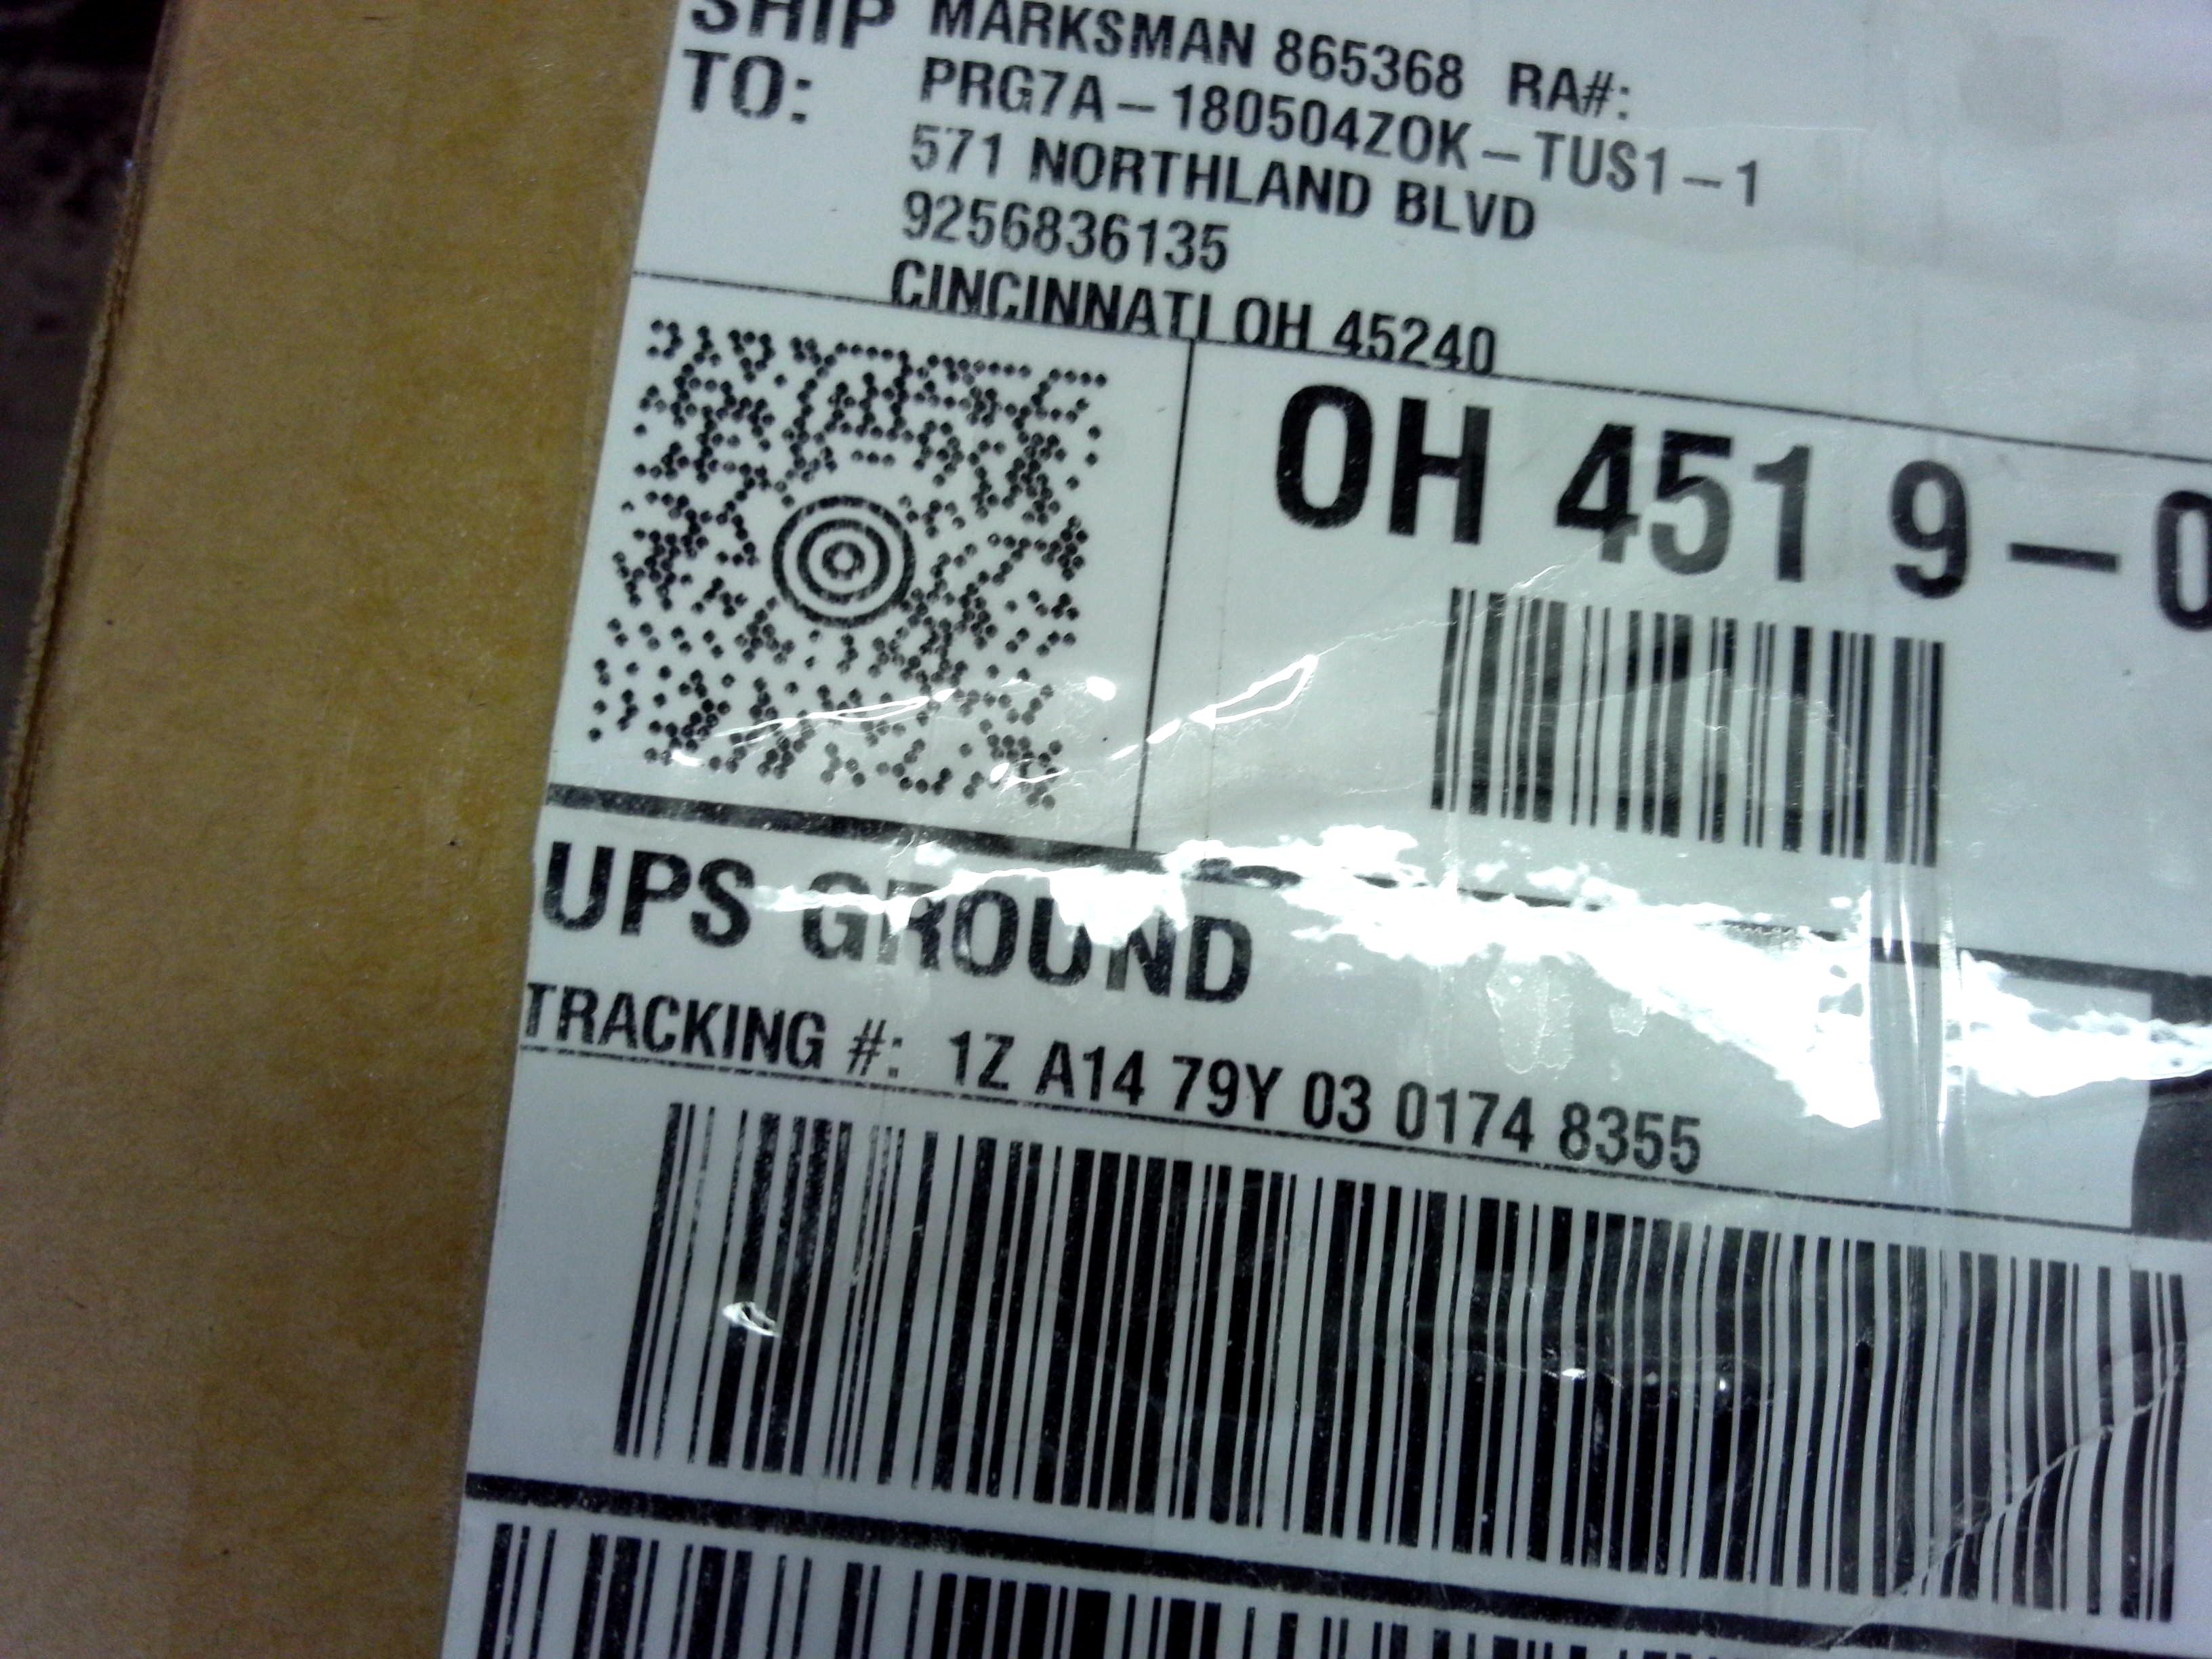 SHIP MARKSMAN 865368 RA#:
TO: PRG7A-180504ZOK-TUS1-1
571 NORTHLAND BLVD
9256836135
CINCINNATI OH 45240
OH 451 9-0
UPS GROUND
TRACKING #: 1Z A14 79Y 03 0174 8355